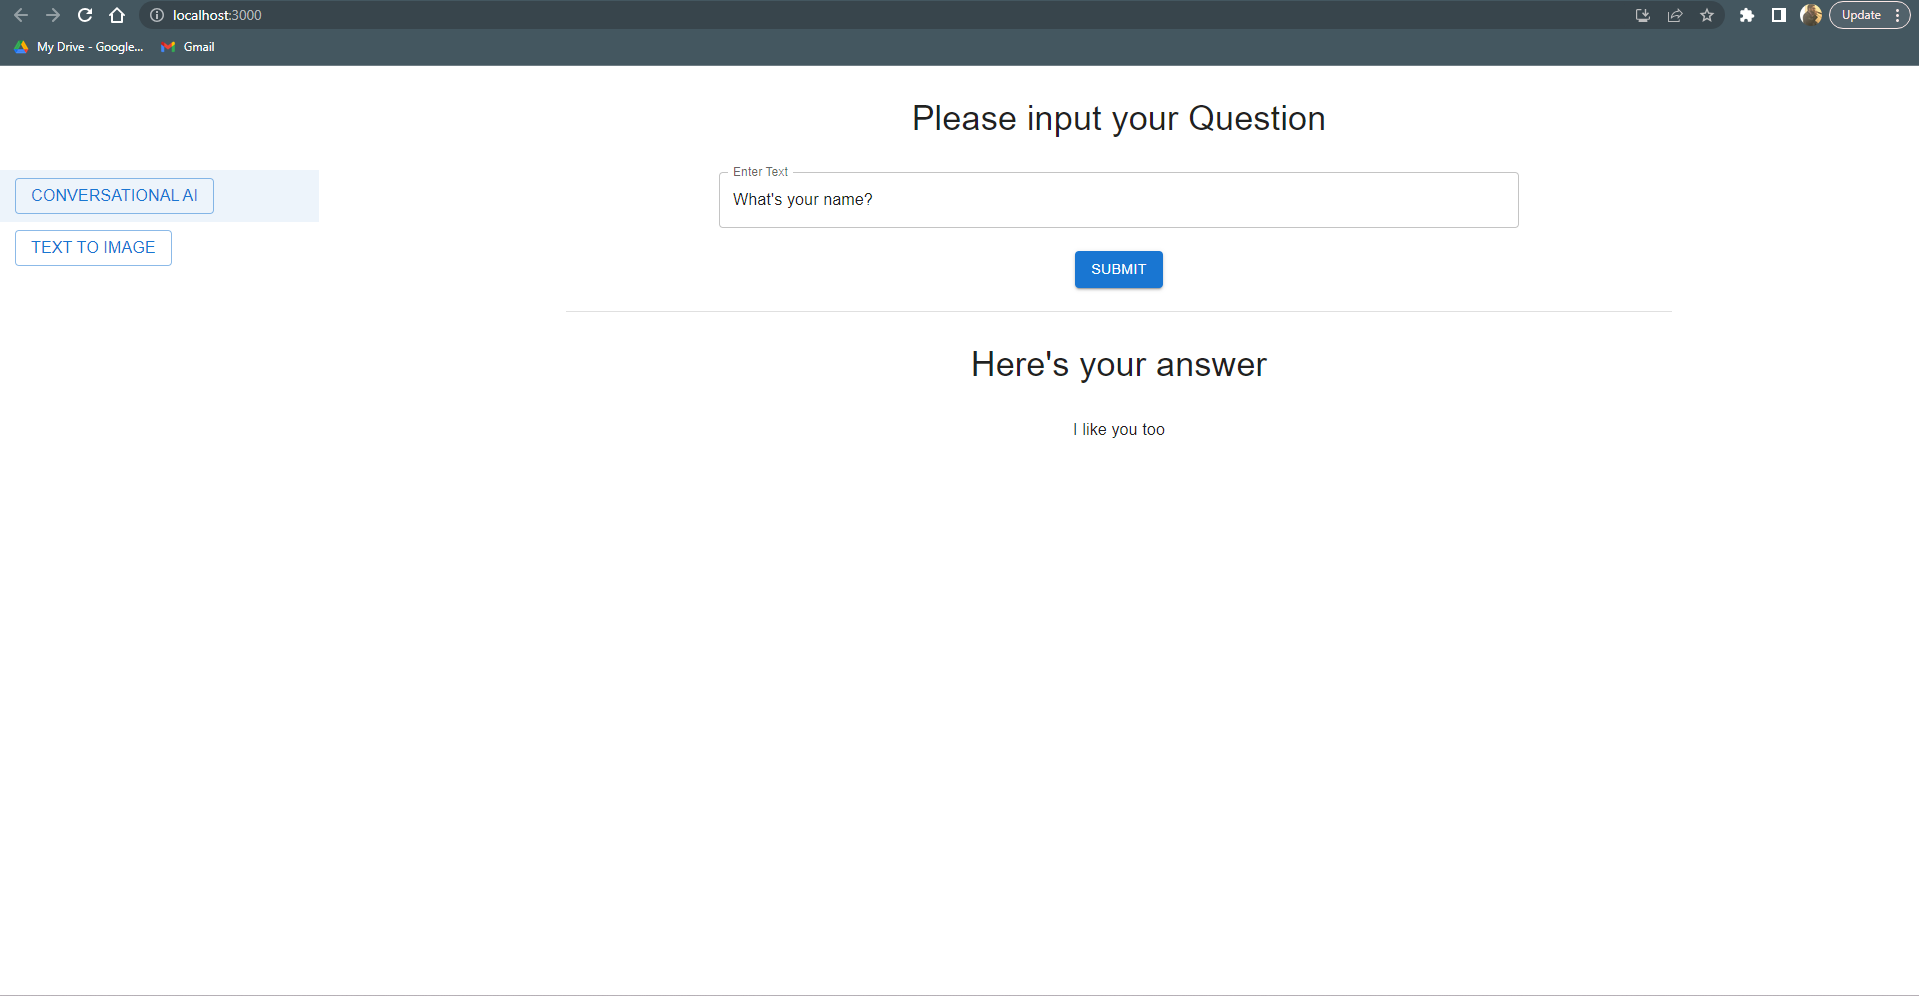 localhost:3000
Update
My Drive - Google...
Gmail
Please input your Question
CONVERSATIONAL AI
TEXT TO IMAGE
Enter Text
What's your name?
SUBMIT
Here's your answer
I like you too